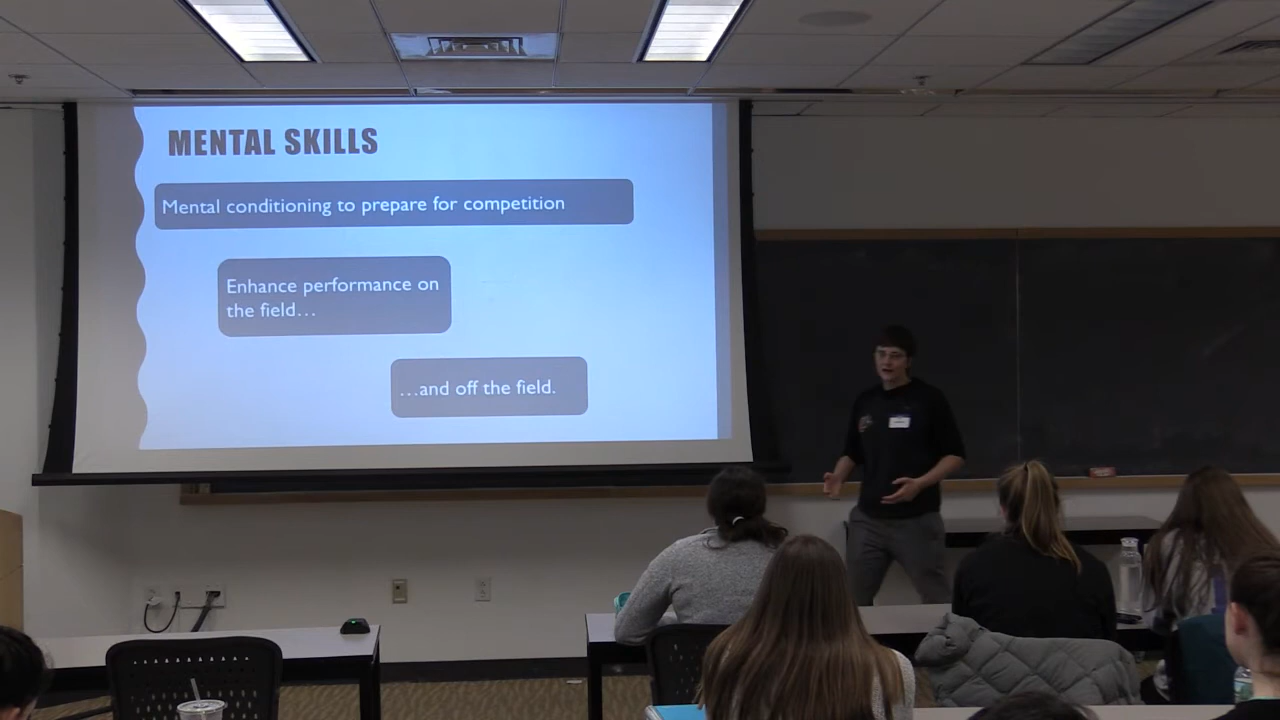 MENTAL SKILLS
Mental conditioning to prepare for competition
Enhance performance on
the field...
...and off the field.